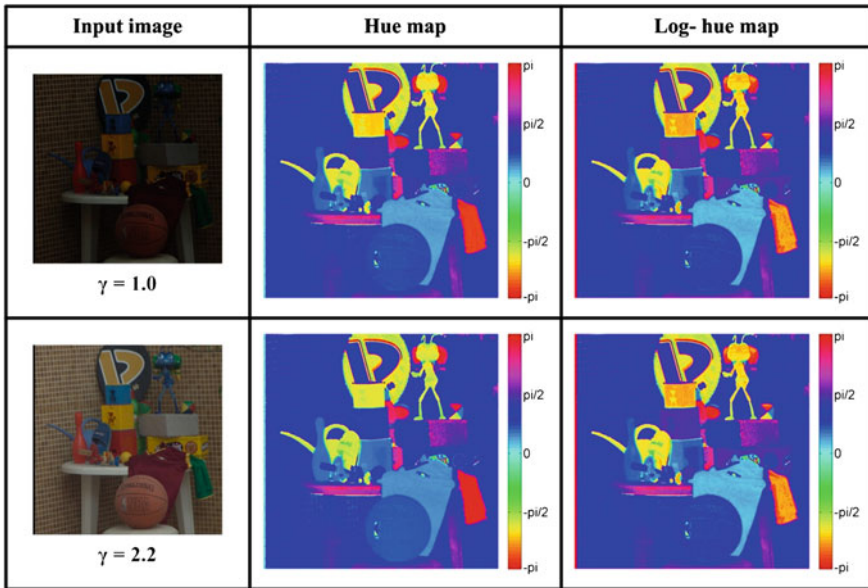 Input image
Hue map
Log- hue map
pi
pi/2
0
-pi/2
-pi
pi
pi/2
0
-pi/2
-pi
γ = 1.0
pi
pi/2
0
-pi/2
-pi
pi
pi/2
0
-pi/2
-pi
γ = 2.2